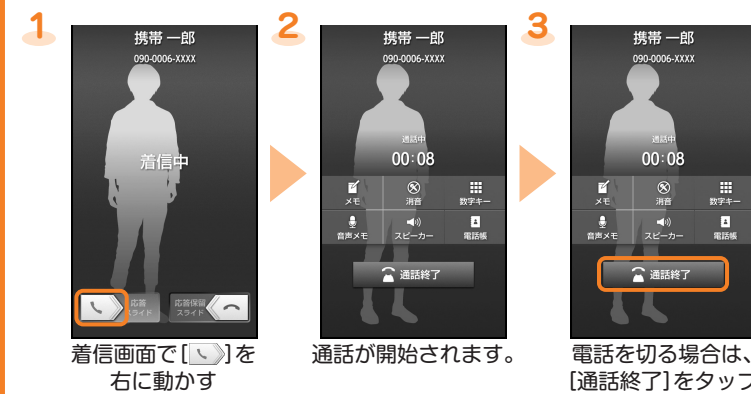 1
携帯 一郎
090-0006-XXXX
着信中
応答
スライド
応答保留
スライド
着信画面で[ ]を
右に動かす
2
携帯 一郎
090-0006-XXXX
通話中
00:08
メモ
消音
数字キー
音声メモ
スピーカー
電話帳
通話終了
通話が開始されます。
3
携帯 一郎
090-0006-XXXX
通話中
00:08
メモ
消音
数字キー
音声メモ
スピーカー
電話帳
通話終了
電話を切る場合は、
[通話終了]をタップ